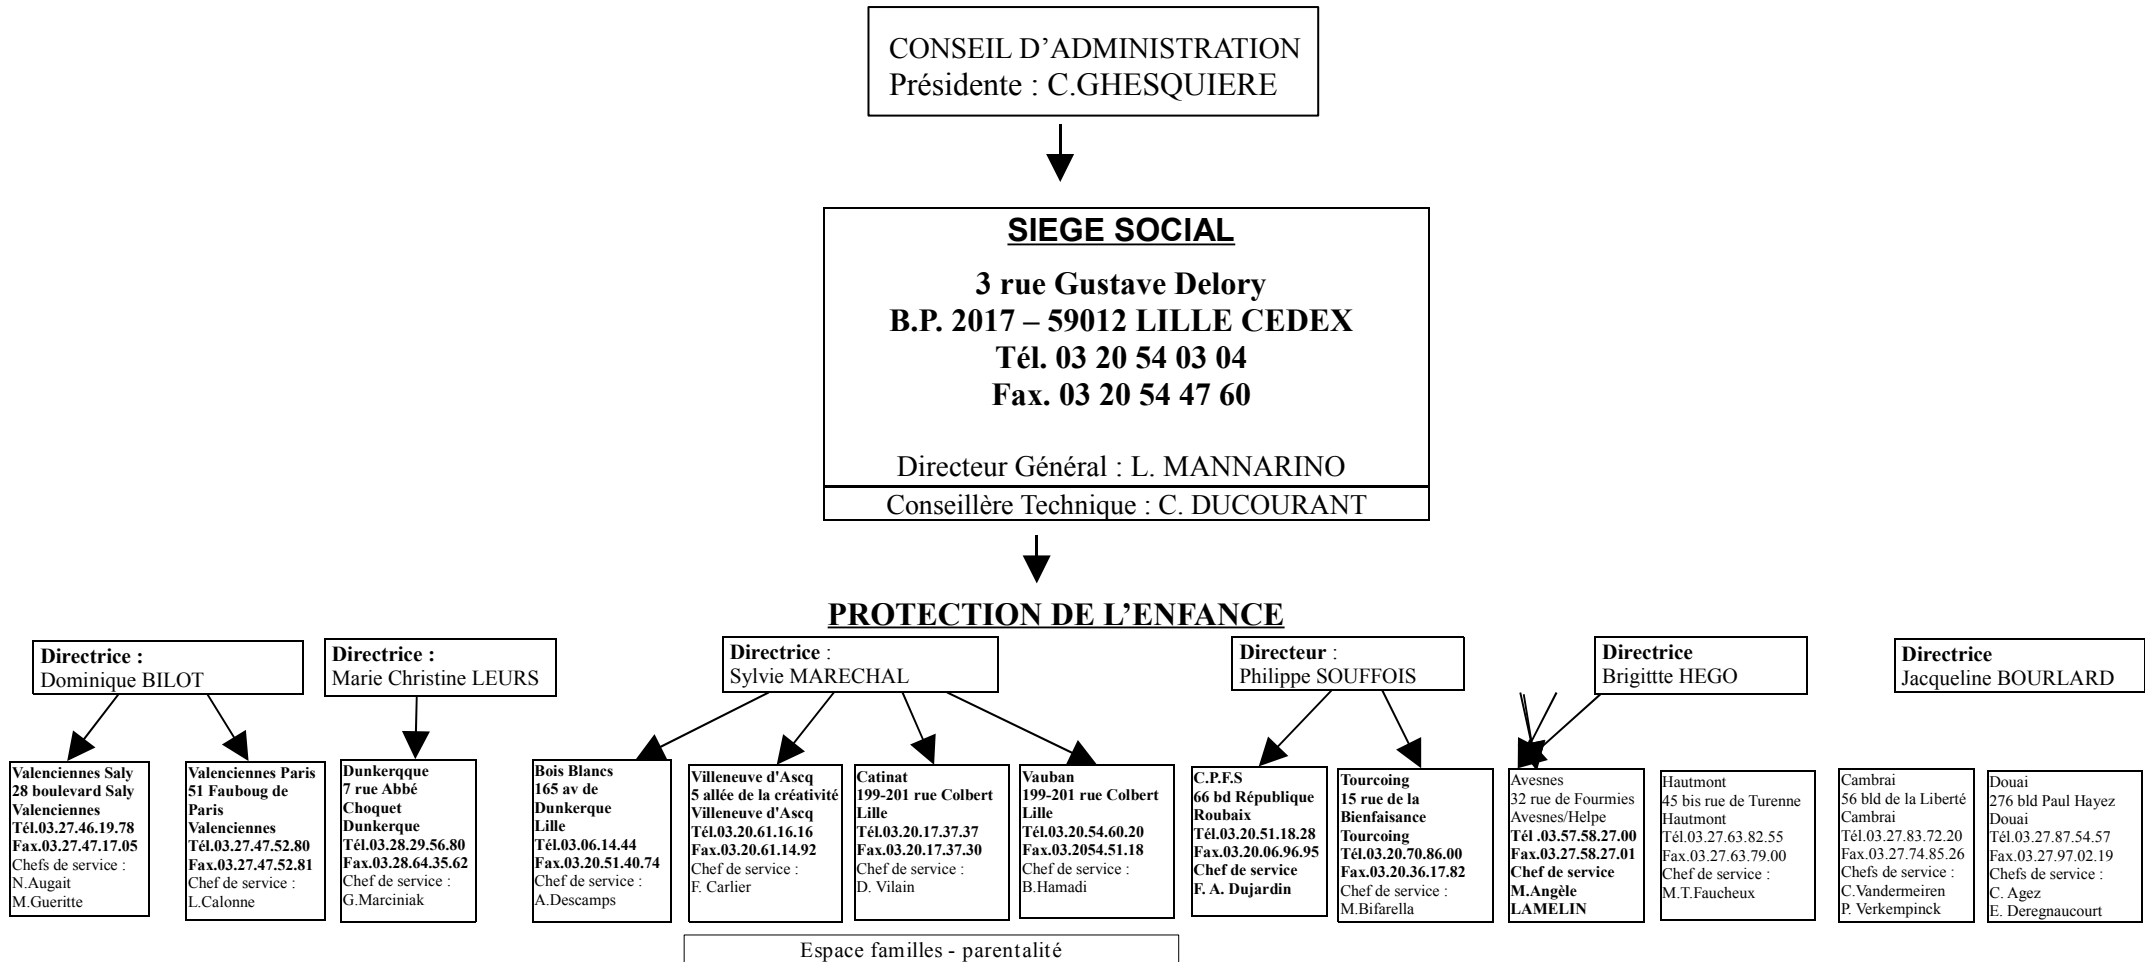 CONSEIL D’ADMINISTRATION
Présidente : C.GHESQUIERE
SIEGE SOCIAL
3 rue Gustave Delory
B.P. 2017 – 59012 LILLE CEDEX
Tél. 03 20 54 03 04
Fax. 03 20 54 47 60
Directeur Général : L. MANNARINO
Conseillère Technique : C. DUCOURANT
PROTECTION DE L’ENFANCE
Directrice :
Dominique BILOT
Directrice :
Marie Christine LEURS
Directrice :
Sylvie MARECHAL
Directeur :
Philippe SOUFFOIS
Directrice
Brigittte HEGO
Directrice
Jacqueline BOURLARD
Valenciennes Saly
28 boulevard Saly
Valenciennes
Tél.03.27.46.19.78
Fax.03.27.47.17.05
Chefs de service :
N.Augait
M.Gueritte
Valenciennes Paris
51 Fauboug de
Paris
Valenciennes
Tél.03.27.47.52.80
Fax.03.27.47.52.81
Chef de service :
L.Calonne
Dunkerqque
7 rue Abbé
Choquet
Dunkerque
Tél.03.28.29.56.80
Fax.03.28.64.35.62
Chef de service :
G.Marciniak
Bois Blancs
165 av de
Dunkerque
Lille
Tél.03.06.14.44
Fax.03.20.51.40.74
Chef de service :
A.Descamps
Villeneuve d'Ascq
5 allée de la créativité
Villeneuve d'Ascq
Tél.03.20.61.16.16
Fax.03.20.61.14.92
Chef de service :
F. Carlier
Catinat
199-201 rue Colbert
Lille
Tél.03.20.17.37.37
Fax.03.20.17.37.30
Chef de service :
D. Vilain
Vauban
199-201 rue Colbert
Lille
Tél.03.20.54.60.20
Fax.03.2054.51.18
Chef de service :
B.Hamadi
C.P.F.S
66 bd République
Roubaix
Tél.03.20.51.18.28
Fax.03.20.06.96.95
Chef de service
F. A. Dujardin
Tourcoing
15 rue de la
Bienfaisance
Tourcoing
Tél.03.20.70.86.00
Fax.03.20.36.17.82
Chef de service :
M.Bifarella
Avesnes
32 rue de Fourmies
Avesnes/Helpe
Tél .03.57.58.27.00
Fax.03.27.58.27.01
Chef de service
M.Angèle
LAMELIN
Hautmont
45 bis rue de Turenne
Hautmont
Tél.03.27.63.82.55
Fax.03.27.63.79.00
Chef de service :
M.T.Faucheux
Cambrai
56 bld de la Liberté
Cambrai
Tél.03.27.83.72.20
Fax.03.27.74.85.26
Chefs de service :
C.Vandermeiren
P. Verkempinck
Douai
276 bld Paul Hayez
Douai
Tél.03.27.87.54.57
Fax.03.27.97.02.19
Chefs de service :
C. Agez
E. Deregnaucourt
Espace familles - parentalité